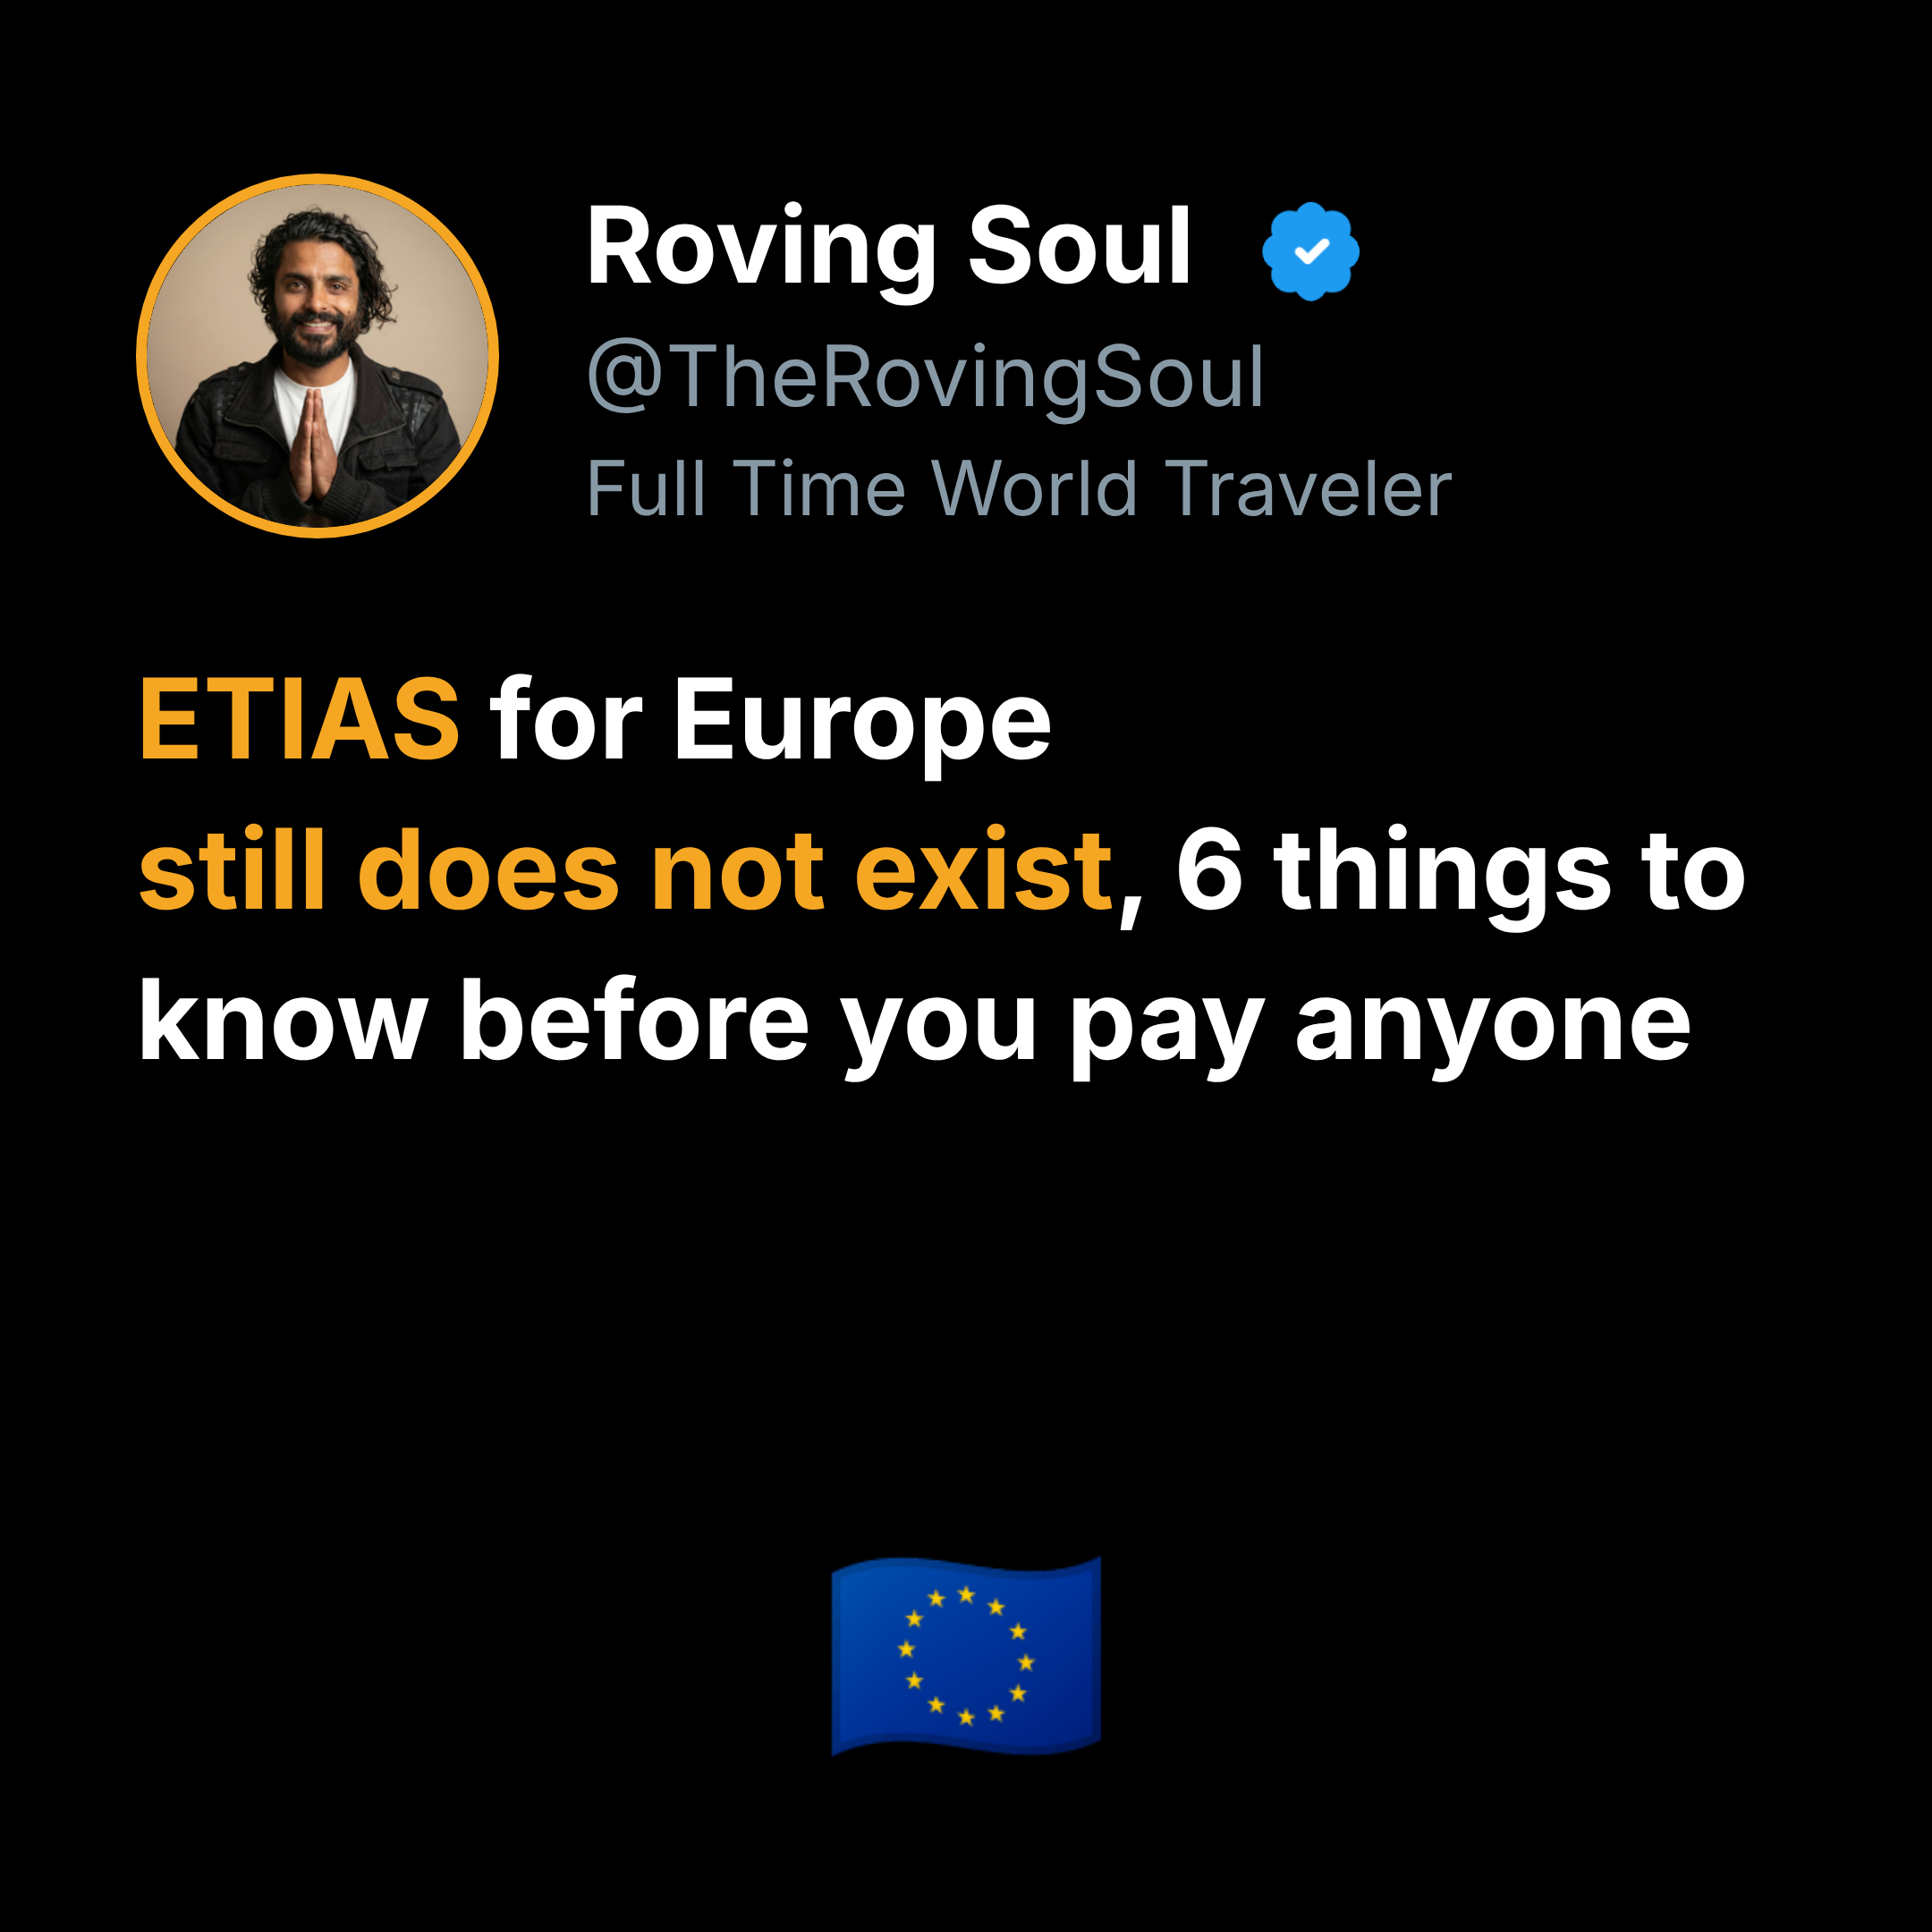 Roving Soul
@TheRovingSoul
Full Time World Traveler
ETIAS for Europe
still does not exist, 6 things to
know before you pay anyone